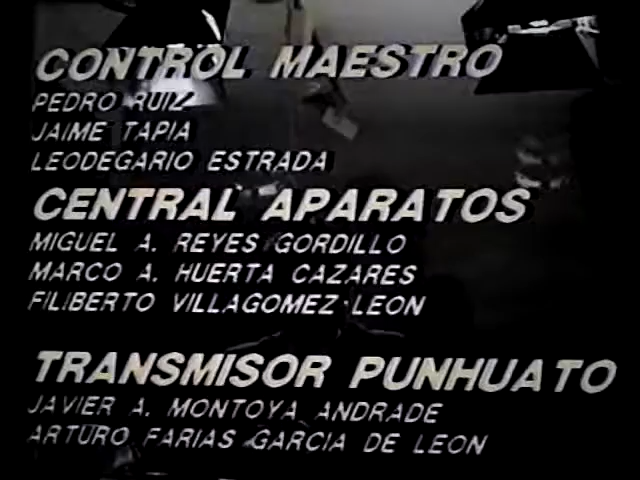 CONTROL MAESTRO
PEDRO RUIZ
JAIME TAPIA
LEODEGARIO ESTRADA
CENTRAL APARATOS
MIGUEL A. REYES GORDILLO
MARCO A. HUERTA CAZARES
FILIBERTO VILLAGOMEZ LEON
TRANSMISOR PUNHUATO
JAVIER A. MONTOYA ANDRADE
ARTURO FARIAS GARCIA DE LEON